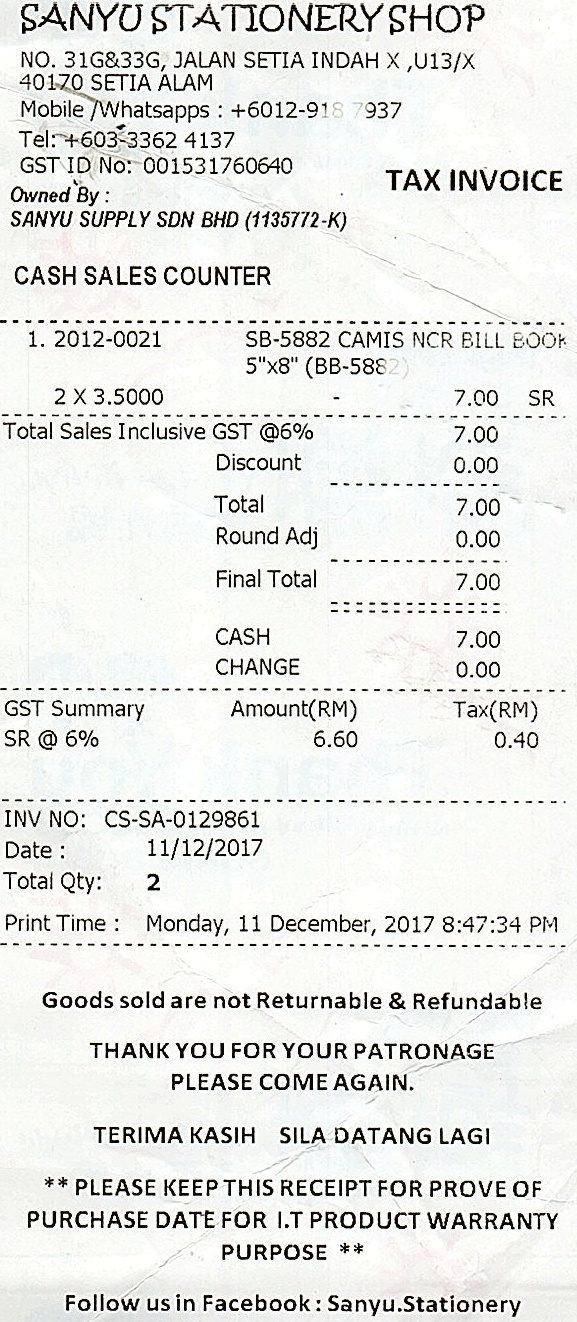 SANYU STATIONERY SHOP
NO. 31G&33G, JALAN SETIA INDAH X ,U13/X
40170 SETIA ALAM
Mobile /Whatsapps : +6012-918 7937
Tel: +603-3362 4137
GST ID No: 001531760640
TAX INVOICE
Owned By :
SANYU SUPPLY SDN BHD (1135772-K)
CASH SALES COUNTER
1. 2012-0021 SB-5882 CAMIS NCR BILL BOOK
5"x8" (BB-5882)
2 X 3.5000 - 7.00 SR
Total Sales Inclusive GST @6% 7.00
Discount 0.00
Total 7.00
Round Adj 0.00
Final Total 7.00
CASH 7.00
CHANGE 0.00
GST Summary Amount(RM) Tax(RM)
SR @ 6% 6.60 0.40
INV NO: CS-SA-0129861
Date : 11/12/2017
Total Qty: 2
Print Time : Monday, 11 December, 2017 8:47:34 PM
Goods sold are not Returnable & Refundable
THANK YOU FOR YOUR PATRONAGE
PLEASE COME AGAIN.
TERIMA KASIH SILA DATANG LAGI
** PLEASE KEEP THIS RECEIPT FOR PROVE OF
PURCHASE DATE FOR I.T PRODUCT WARRANTY
PURPOSE **
Follow us in Facebook : Sanyu.Stationery